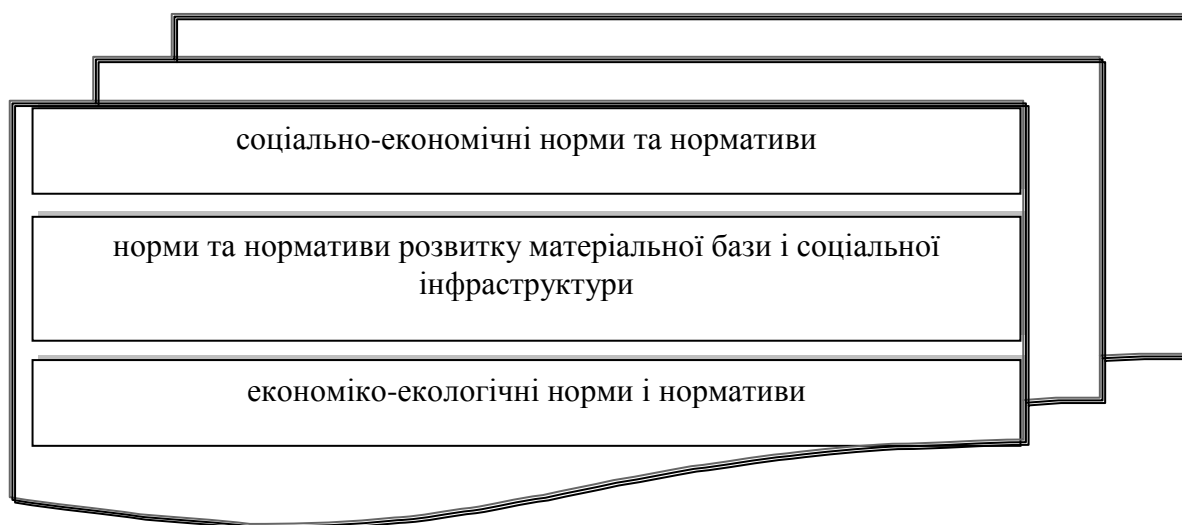 соціально-економічні норми та нормативи
норми та нормативи розвитку матеріальної бази і соціальної
інфраструктури
економіко-екологічні норми і нормативи